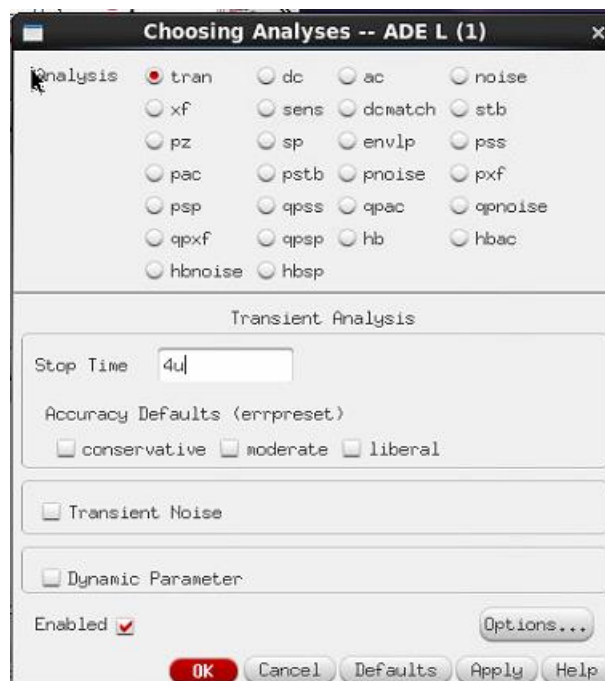 Choosing Analyses -- ADE L (1)
Analysis tran dc ac noise
xf sens dcmatch stb
pz sp envlp pss
pac pstb pnoise pxf
psp qpss qpac qpnoise
qpxf qpsp hb hbac
hbnoise hbsp
Transient Analysis
Stop Time 4u
Accuracy Defaults (errpreset)
conservative moderate liberal
Transient Noise
Dynamic Parameter
Enabled Options...
OK Cancel Defaults Apply Help